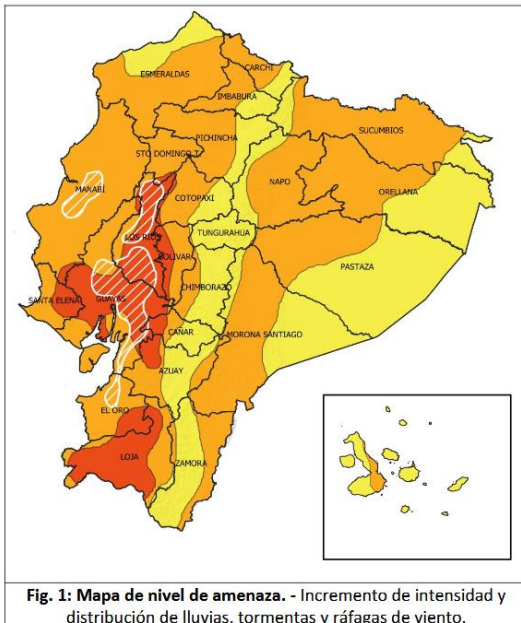 ESMERALDAS
CARCHI
IMBABURA
PICHINCHA
SUCUMBIOS
STO DOMINGO T.
MANABÍ
COTOPAXI
NAPO
ORELLANA
LOS RIOS
TUNGURAHUA
BOLIVAR
PASTAZA
SANTA ELENA
GUAYAS
CHIMBORAZO
CAÑAR
MORONA SANTIAGO
AZUAY
EL ORO
LOJA
ZAMORA
Fig. 1: Mapa de nivel de amenaza. - Incremento de intensidad y
distribución de lluvias, tormentas y ráfagas de viento.